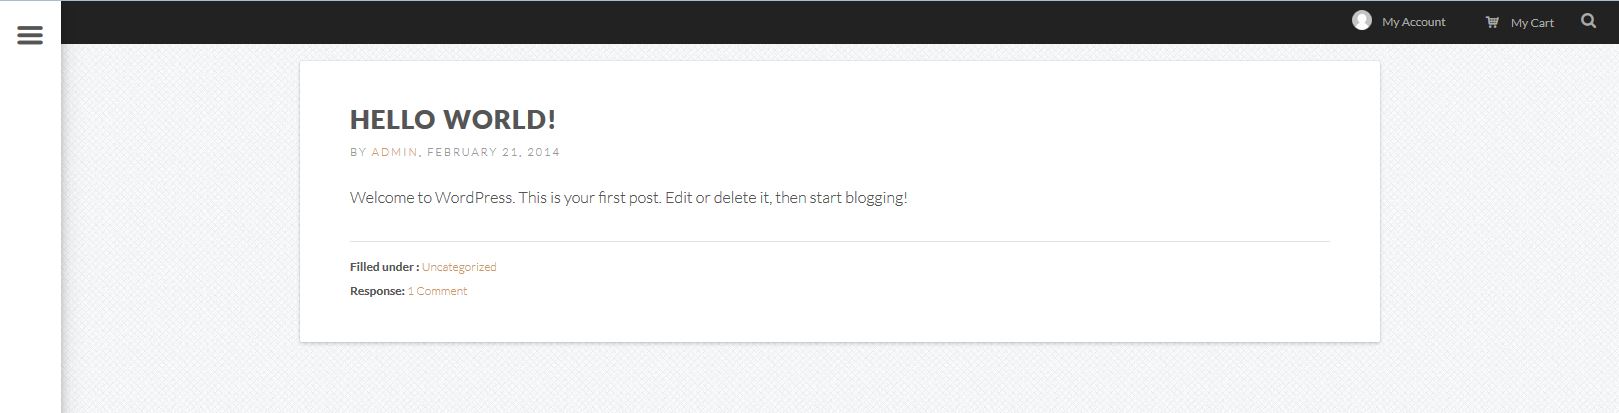 My Account
My Cart
HELLO WORLD!
BY ADMIN, FEBRUARY 21, 2014
Welcome to WordPress. This is your first post. Edit or delete it, then start blogging!
Filled under : Uncategorized
Response: 1 Comment